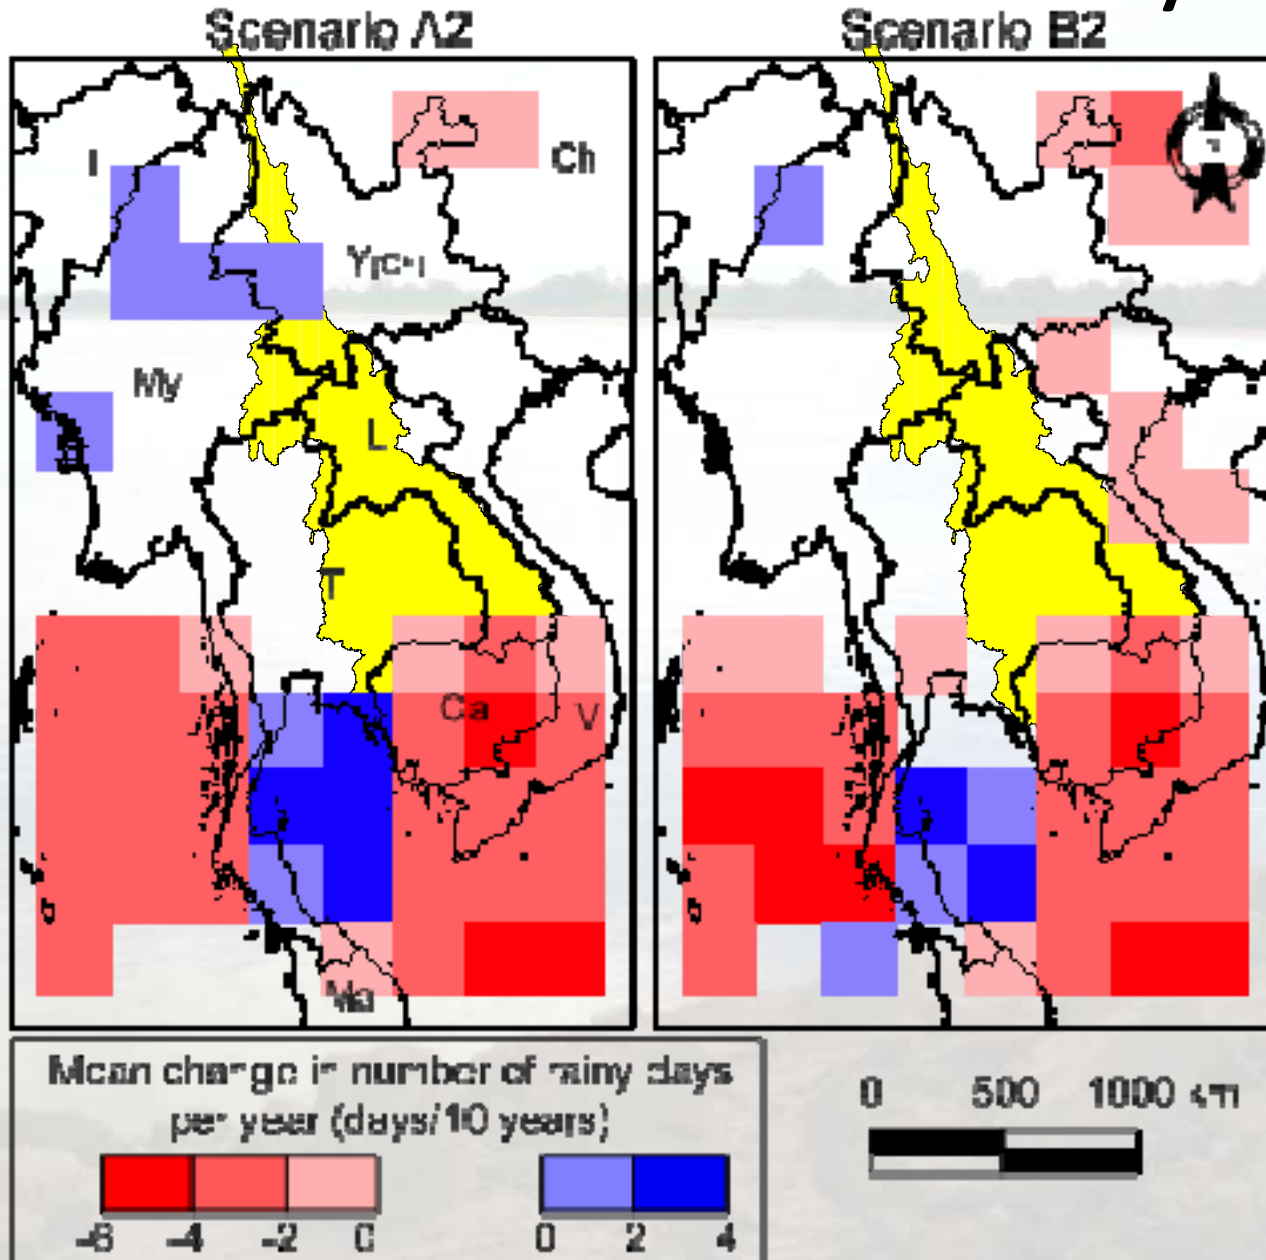 Scenario A2
Scenario B2
I
Ch
My
L
T
Ca
V
Ma
Mean change in number of rainy days
per year (days/10 years)
-6 -4 -2 0
0 2 4
0 500 1000 km